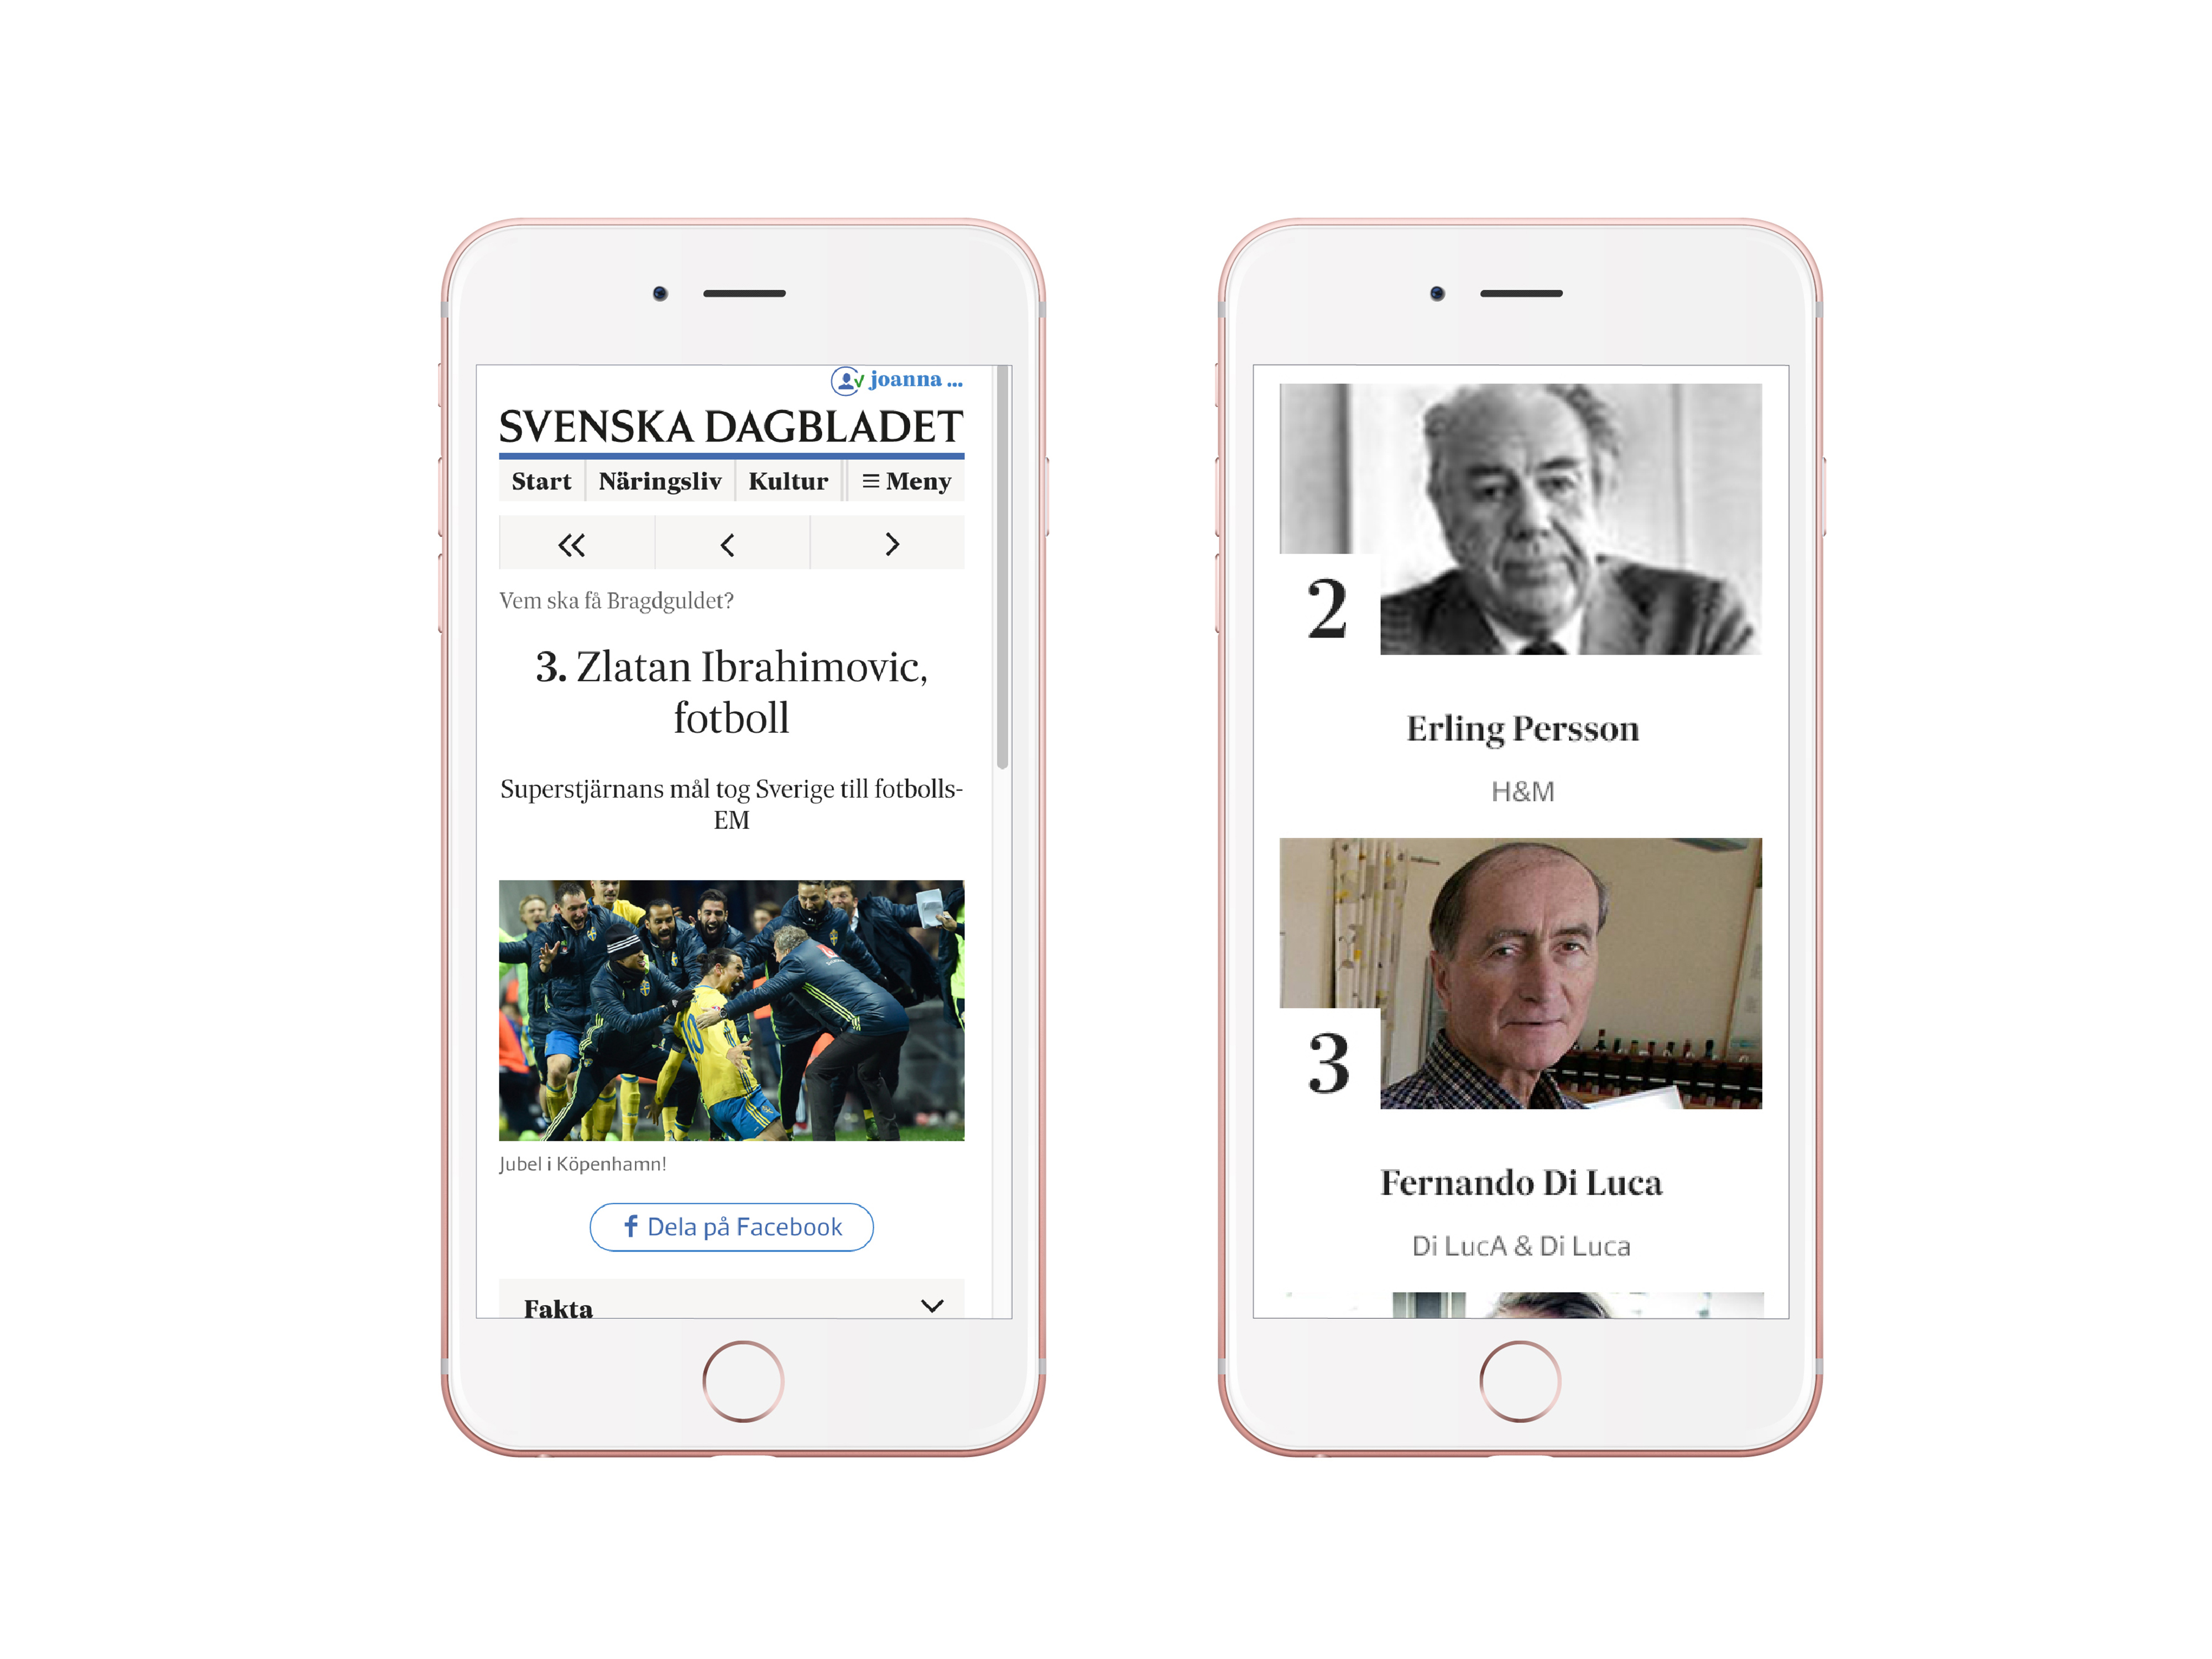 joanna ...
SVENSKA DAGBLADET
Start Näringsliv Kultur Meny
Vem ska få Bragdguldet?
3. Zlatan Ibrahimovic,
fotboll
Superstjärnans mål tog Sverige till fotbolls-
EM
10
Jubel i Köpenhamn!
f Dela på Facebook
Fakta
2
Erling Persson
H&M
3
Fernando Di Luca
Di LucA & Di Luca